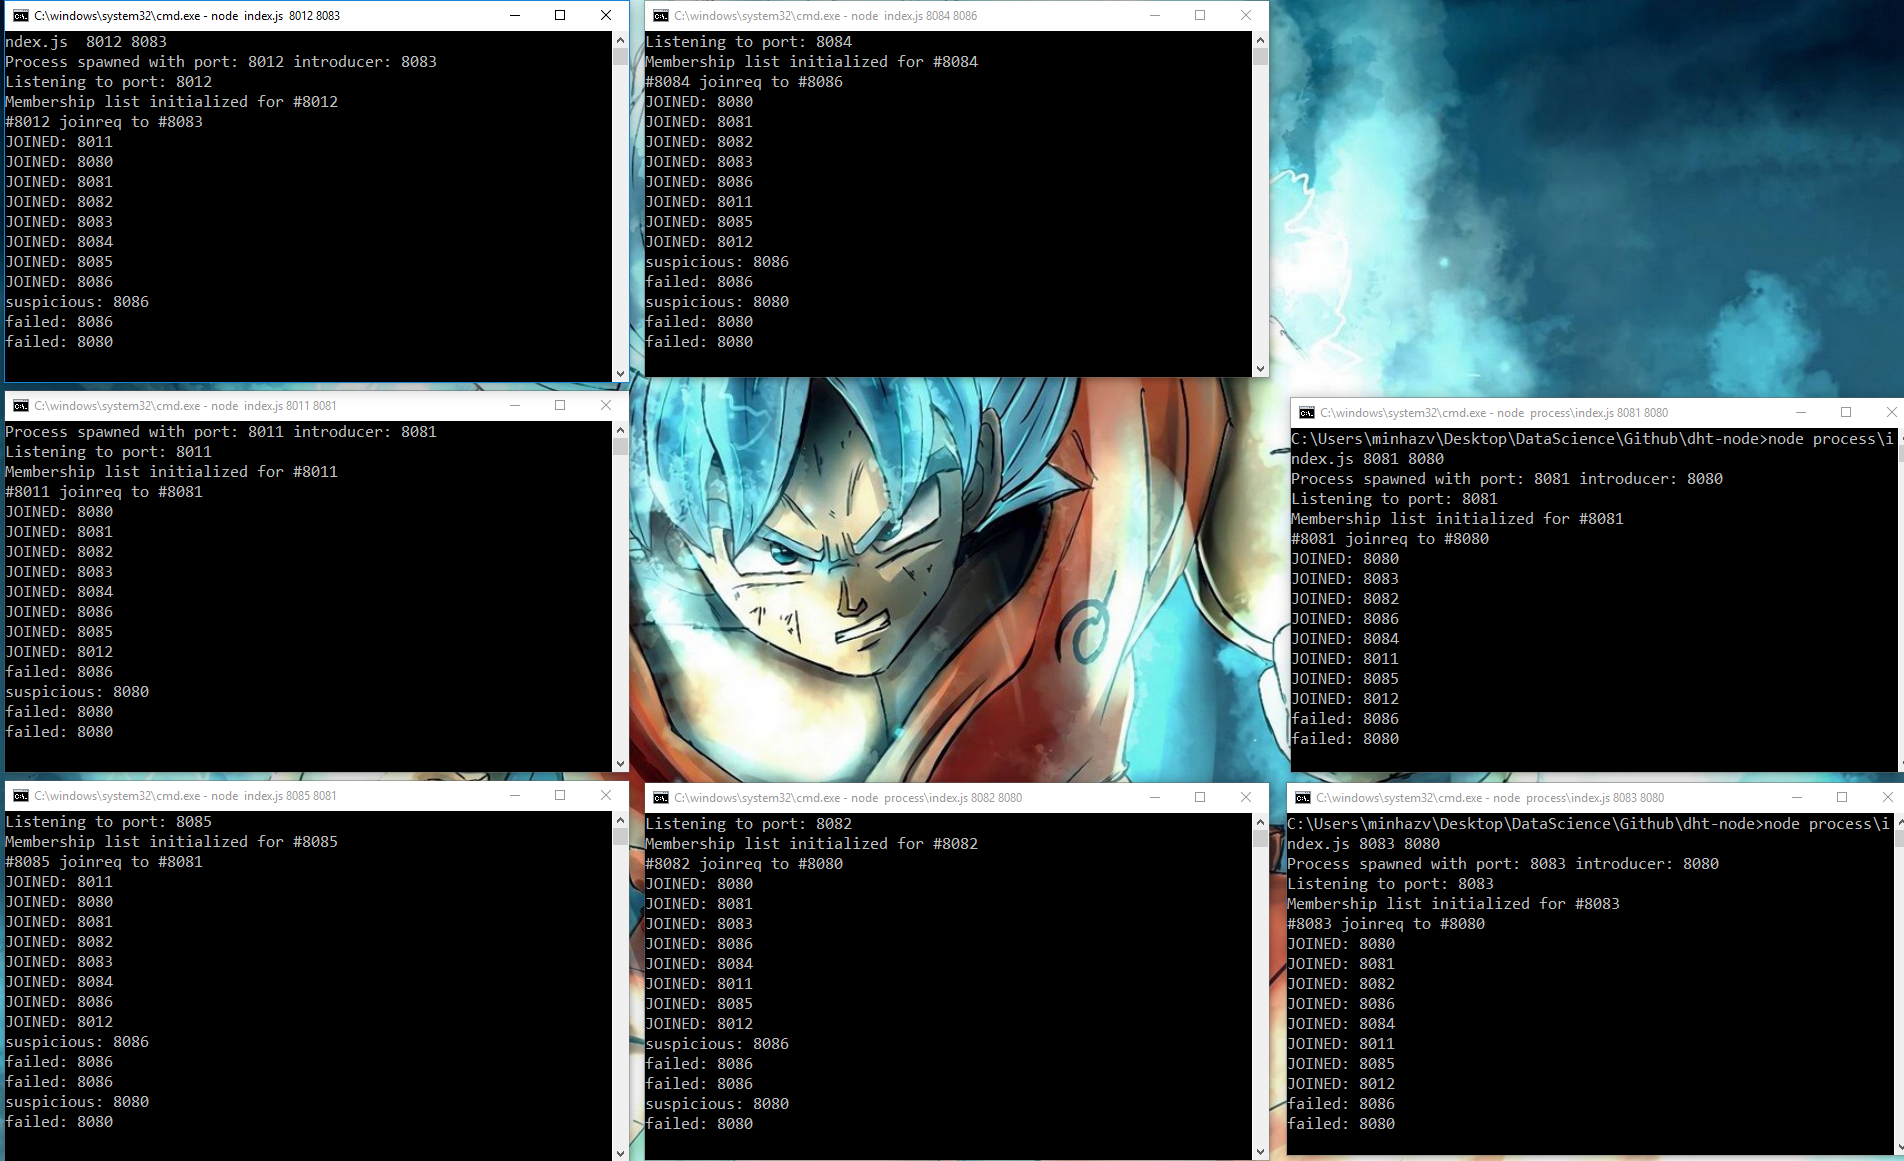 C:\windows\system32\cmd.exe - node  index.js  8012 8083
ndex.js  8012 8083
Process spawned with port: 8012 introducer: 8083
Listening to port: 8012
Membership list initialized for #8012
#8012 joinreq to #8083
JOINED: 8011
JOINED: 8080
JOINED: 8081
JOINED: 8082
JOINED: 8083
JOINED: 8084
JOINED: 8085
JOINED: 8086
suspicious: 8086
failed: 8086
failed: 8080
C:\windows\system32\cmd.exe - node  index.js 8084 8086
Listening to port: 8084
Membership list initialized for #8084
#8084 joinreq to #8086
JOINED: 8080
JOINED: 8081
JOINED: 8082
JOINED: 8083
JOINED: 8086
JOINED: 8011
JOINED: 8085
JOINED: 8012
suspicious: 8086
failed: 8086
suspicious: 8080
failed: 8080
failed: 8080
C:\windows\system32\cmd.exe - node  index.js 8011 8081
Process spawned with port: 8011 introducer: 8081
Listening to port: 8011
Membership list initialized for #8011
#8011 joinreq to #8081
JOINED: 8080
JOINED: 8081
JOINED: 8082
JOINED: 8083
JOINED: 8084
JOINED: 8086
JOINED: 8085
JOINED: 8012
failed: 8086
suspicious: 8080
failed: 8080
failed: 8080
C:\windows\system32\cmd.exe - node  process\index.js 8081 8080
C:\Users\minhazv\Desktop\DataScience\Github\dht-node>node process\i
ndex.js 8081 8080
Process spawned with port: 8081 introducer: 8080
Listening to port: 8081
Membership list initialized for #8081
#8081 joinreq to #8080
JOINED: 8080
JOINED: 8083
JOINED: 8082
JOINED: 8086
JOINED: 8084
JOINED: 8011
JOINED: 8085
JOINED: 8012
failed: 8086
failed: 8080
C:\windows\system32\cmd.exe - node  index.js 8085 8081
Listening to port: 8085
Membership list initialized for #8085
#8085 joinreq to #8081
JOINED: 8011
JOINED: 8080
JOINED: 8081
JOINED: 8082
JOINED: 8083
JOINED: 8084
JOINED: 8086
JOINED: 8012
suspicious: 8086
failed: 8086
failed: 8086
suspicious: 8080
failed: 8080
C:\windows\system32\cmd.exe - node  process\index.js 8082 8080
Listening to port: 8082
Membership list initialized for #8082
#8082 joinreq to #8080
JOINED: 8080
JOINED: 8081
JOINED: 8083
JOINED: 8086
JOINED: 8084
JOINED: 8011
JOINED: 8085
JOINED: 8012
suspicious: 8086
failed: 8086
failed: 8086
suspicious: 8080
failed: 8080
C:\windows\system32\cmd.exe - node  process\index.js 8083 8080
C:\Users\minhazv\Desktop\DataScience\Github\dht-node>node process\i
ndex.js 8083 8080
Process spawned with port: 8083 introducer: 8080
Listening to port: 8083
Membership list initialized for #8083
#8083 joinreq to #8080
JOINED: 8080
JOINED: 8081
JOINED: 8082
JOINED: 8086
JOINED: 8084
JOINED: 8011
JOINED: 8085
JOINED: 8012
failed: 8086
failed: 8080